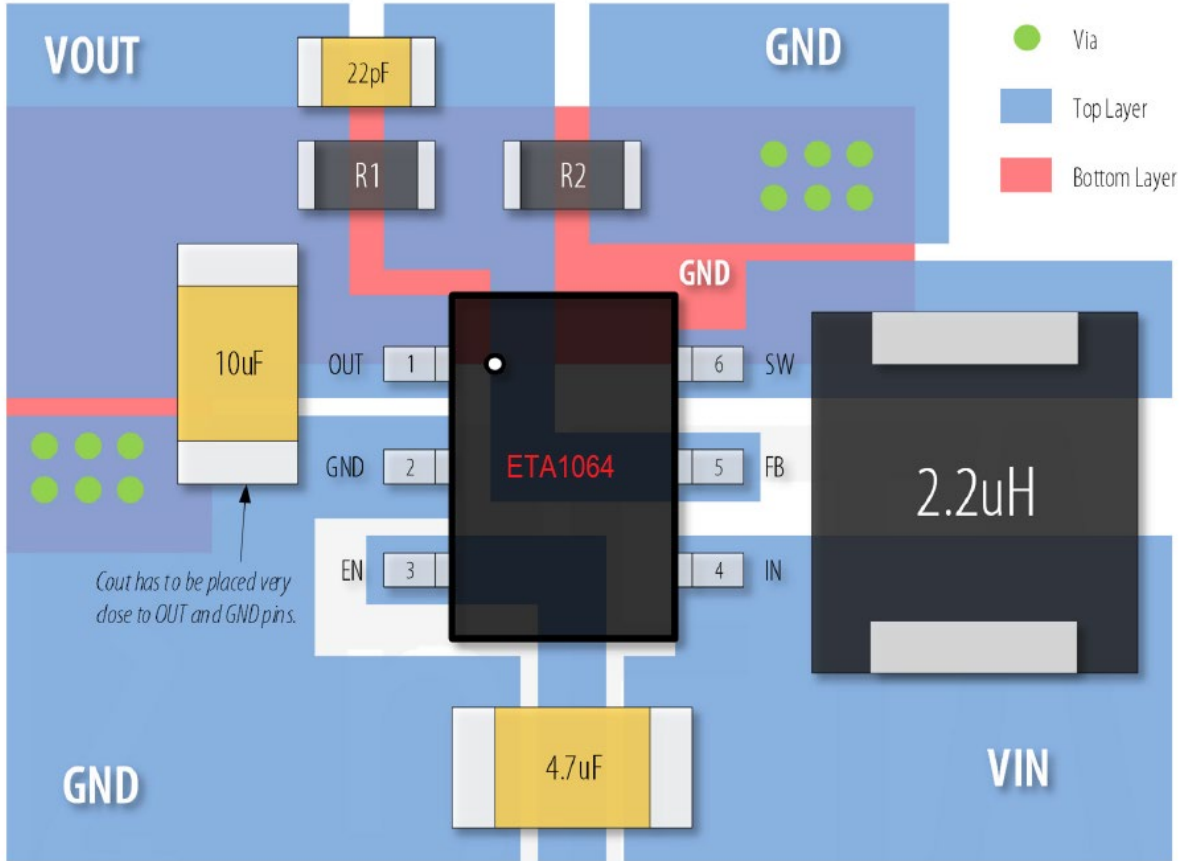 VOUT
22pF
GND
Via
Top Layer
R1
R2
Bottom Layer
GND
10uF
OUT
1
6
SW
GND
2
ETA1064
5
FB
2.2uH
EN
3
4
IN
Cout has to be placed very
close to OUT and GND pins.
4.7uF
VIN
GND